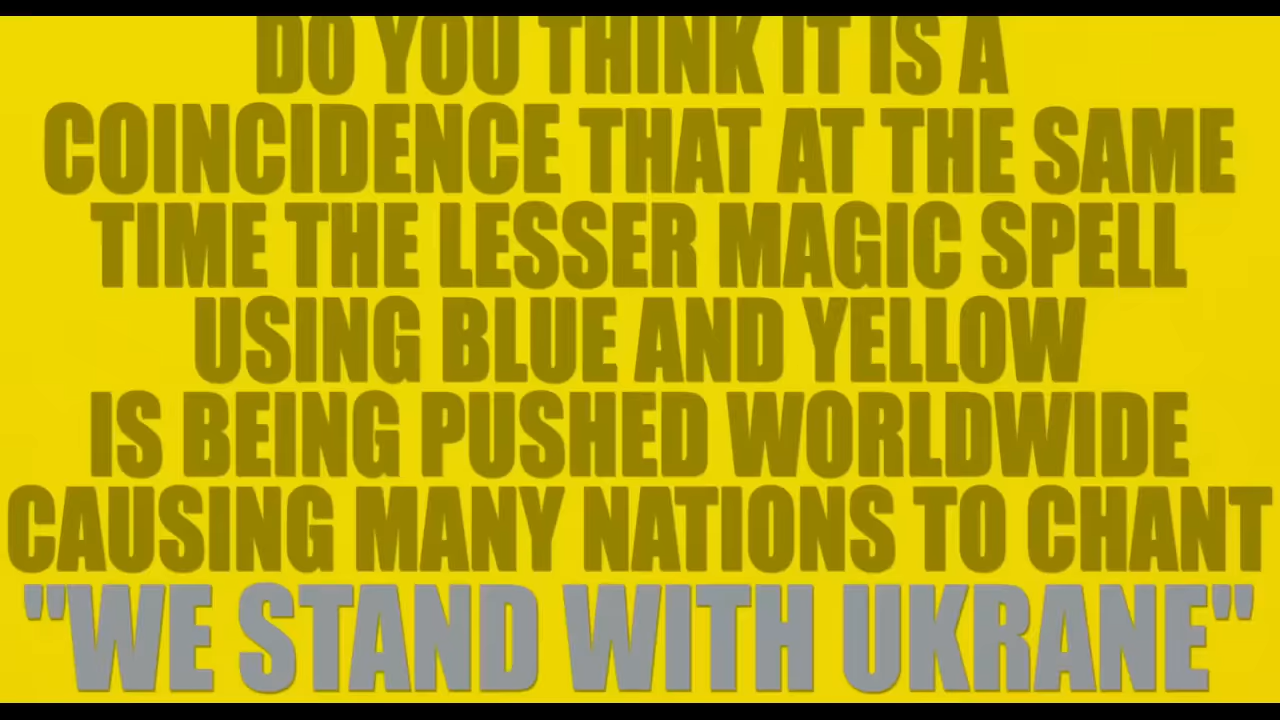 DO YOU THINK IT IS A
COINCIDENCE THAT AT THE SAME
TIME THE LESSER MAGIC SPELL
USING BLUE AND YELLOW
IS BEING PUSHED WORLDWIDE
CAUSING MANY NATIONS TO CHANT
"WE STAND WITH UKRANE"